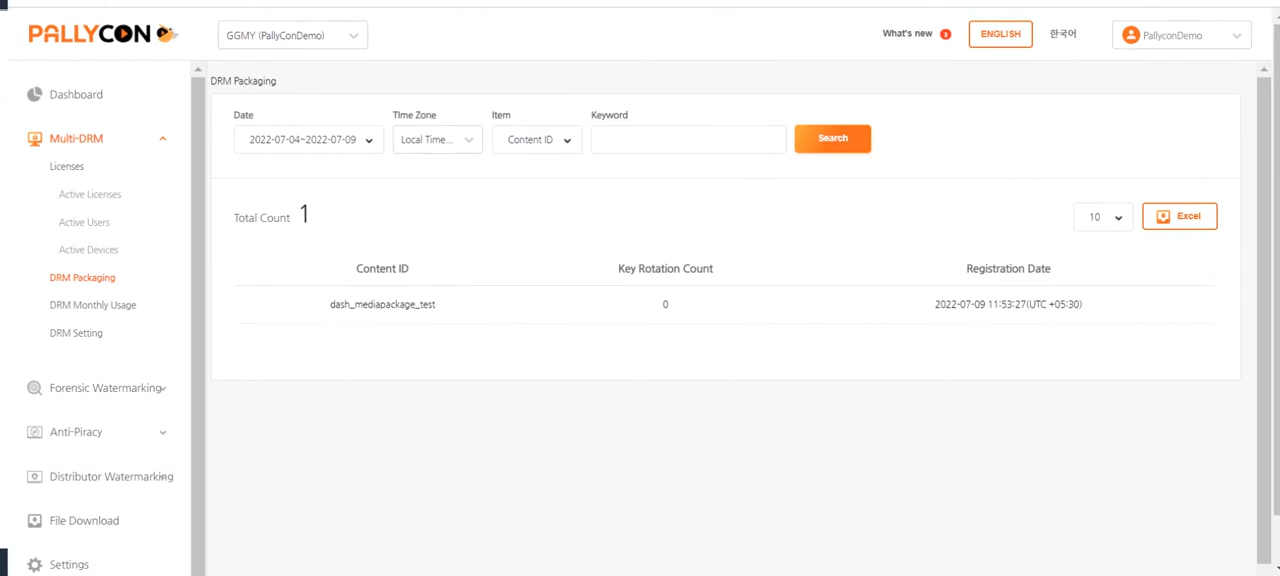 PALLYCON
GGMY (PallyConDemo)
What's new 3
ENGLISH
한국어
PallyconDemo
Dashboard
Multi-DRM
Licenses
Active Licenses
Active Users
Active Devices
DRM Packaging
DRM Monthly Usage
DRM Setting
Forensic Watermarking
Anti-Piracy
Distributor Watermarking
File Download
Settings
DRM Packaging
Date
Time Zone
Item
Keyword
2022-07-04~2022-07-09
Local Time...
Content ID
Search
Total Count 1
10
Excel
Content ID
Key Rotation Count
Registration Date
dash_mediapackage_test
0
2022-07-09 11:53:27(UTC +05:30)